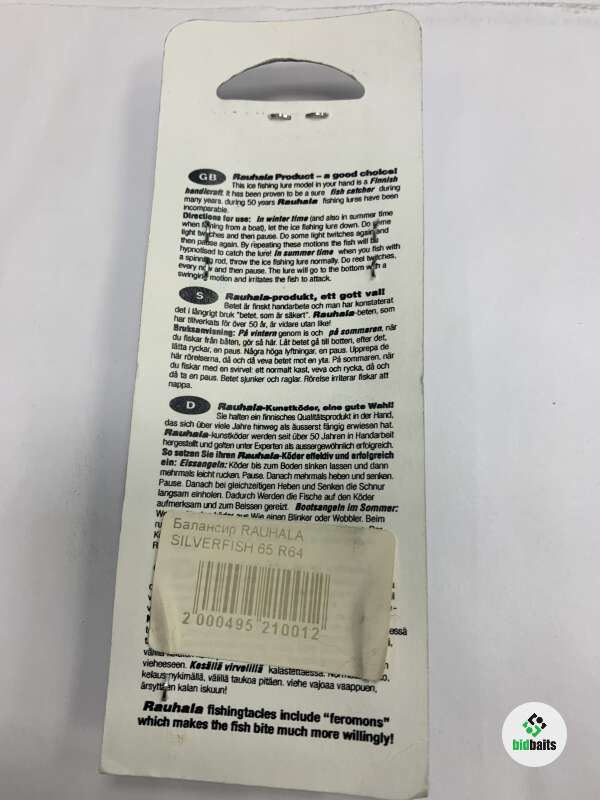 GB Rauhala Product – a good choice!
This ice fishing lure model in your hand is a Finnish
handicraft. It has been proven to be a sure fish catcher during
many years. during 50 years Rauhala fishing lures have been
incomparable.
Directions for use: In winter time (and also in summer time
when fishing from a boat), let the ice fishing lure down. Do some
light twitches and then pause. Do some light twitches again and
then pause again. By repeating these motions the fish will be
hypnotised to catch the lure! In summer time when you fish with
a spinning rod, throw the ice fishing lure normally. Do reel twitches,
every now and then pause. The lure will go to the bottom with a
swinging motion and irritates the fish to attack.
S Rauhala-produkt, ett gott val!
Betet är finskt handarbete och man har konstaterat
det i långrigt bruk "betet, som är säkert". Rauhala-beten, som
har tillverkats för över 50 år, är vidare utan like!
Bruksanvisning: På vintern genom is och på sommaren, när
du fiskar från båten, gör så här. Låt betet gå till botten, efter det,
lätta ryckar, en paus. Några höga lyftningar, en paus. Upprepa de
här rörelserna, då och då veva betet mot en yta. På sommaren, när
du fiskar med en svirvel: ett normalt kast, veva och rycka, då och
då ta en paus. Betet sjunker och raglar. Rörelse irriterar fiskar att
nappa.
D Rauhala-Kunstköder, eine gute Wahl!
Sie halten ein finnisches Qualitätsprodukt in der Hand,
das sich über viele Jahre hinweg als äusserst fängig erwiesen hat.
Rauhala-kunstköder werden seit über 50 Jahren in Handarbeit
hergestellt und gelten unter Experten als aussergewöhnlich erfolgreich.
So setzen Sie ihren Rauhala-Köder effektiv und erfolgreich
ein: Eissangeln: Köder bis zum Boden sinken lassen und dann
mehrmals leicht rucken. Pause. Danach mehrmals heben und senken.
Pause. Danach bei gleichzeitigen Heben und Senken die Schnur
langsam einholen. Dadurch Werden die Fische auf den Köder
aufmerksam und zum Beissen gereizt. Bootsangeln im Sommer:
aus Wie einen Blinker oder Wobbler. Beim
Балансир RAUHALA
SILVERFISH 65 R64
2 000495 210012
vieheeseen. Kesällä virvelillä kalastettaessa.
kelausnykimällä, välillä taukoa pitäen. viehe vajoaa vaappuen,
ärsyttäen kalan iskuun!
Rauhala fishingtacles include "feromons"
which makes the fish bite much more willingly!
bidbaits